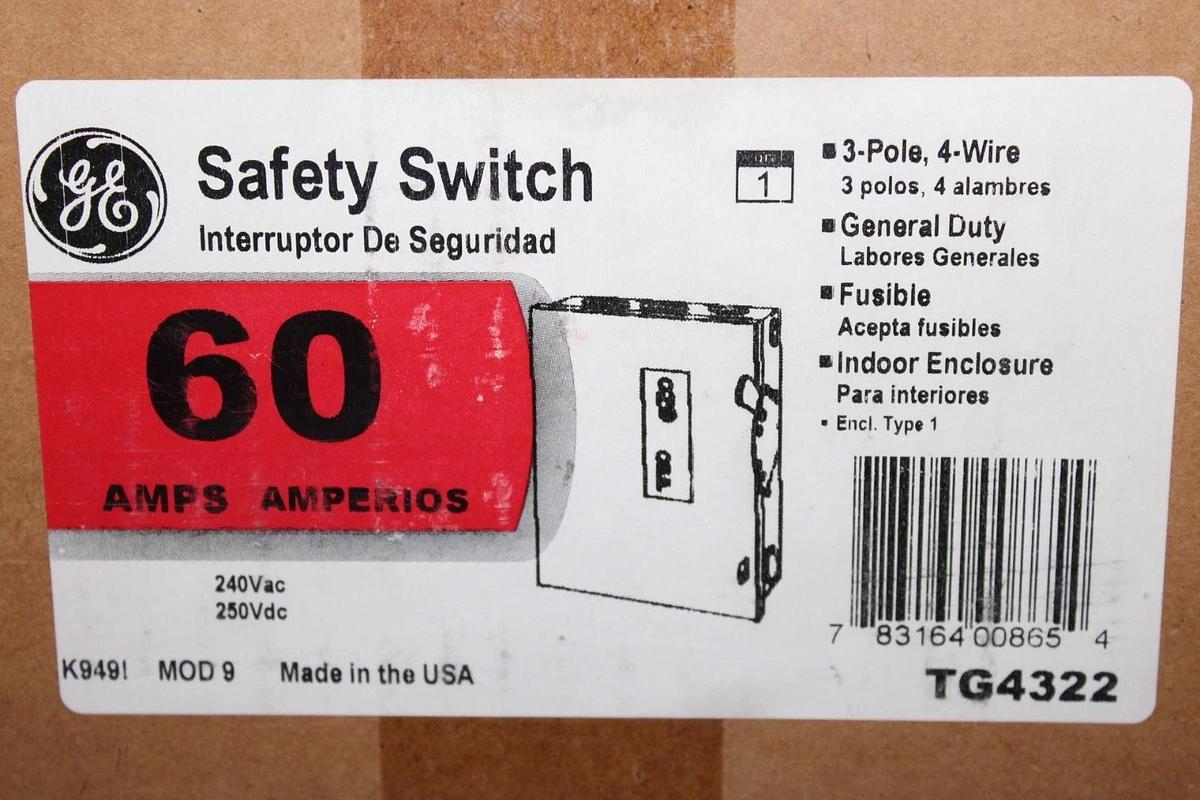 GE
Safety Switch
Interruptor De Seguridad
60
AMPS AMPERIOS
240Vac
250Vdc
MOD 9 Made in the USA
1
3-Pole, 4-Wire
3 polos, 4 alambres
General Duty
Labores Generales
Fusible
Acepta fusibles
Indoor Enclosure
Para interiores
Encl. Type 1
7 83164 00865 4
TG4322